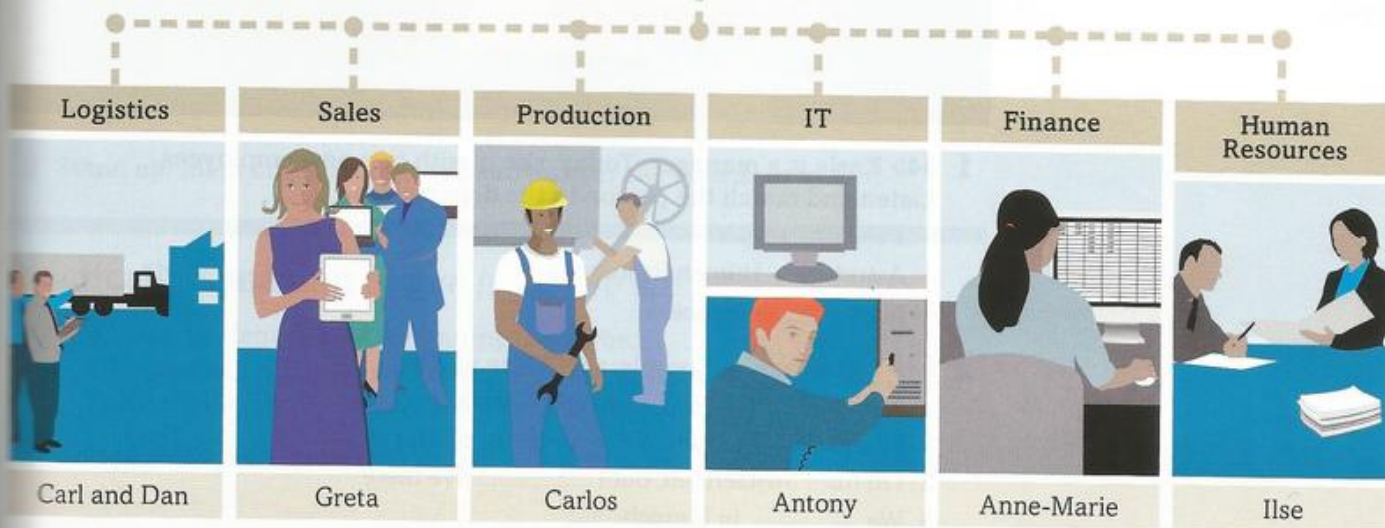 Logistics
Sales
Production
IT
Finance
Human
Resources
Carl and Dan
Greta
Carlos
Antony
Anne-Marie
Ilse